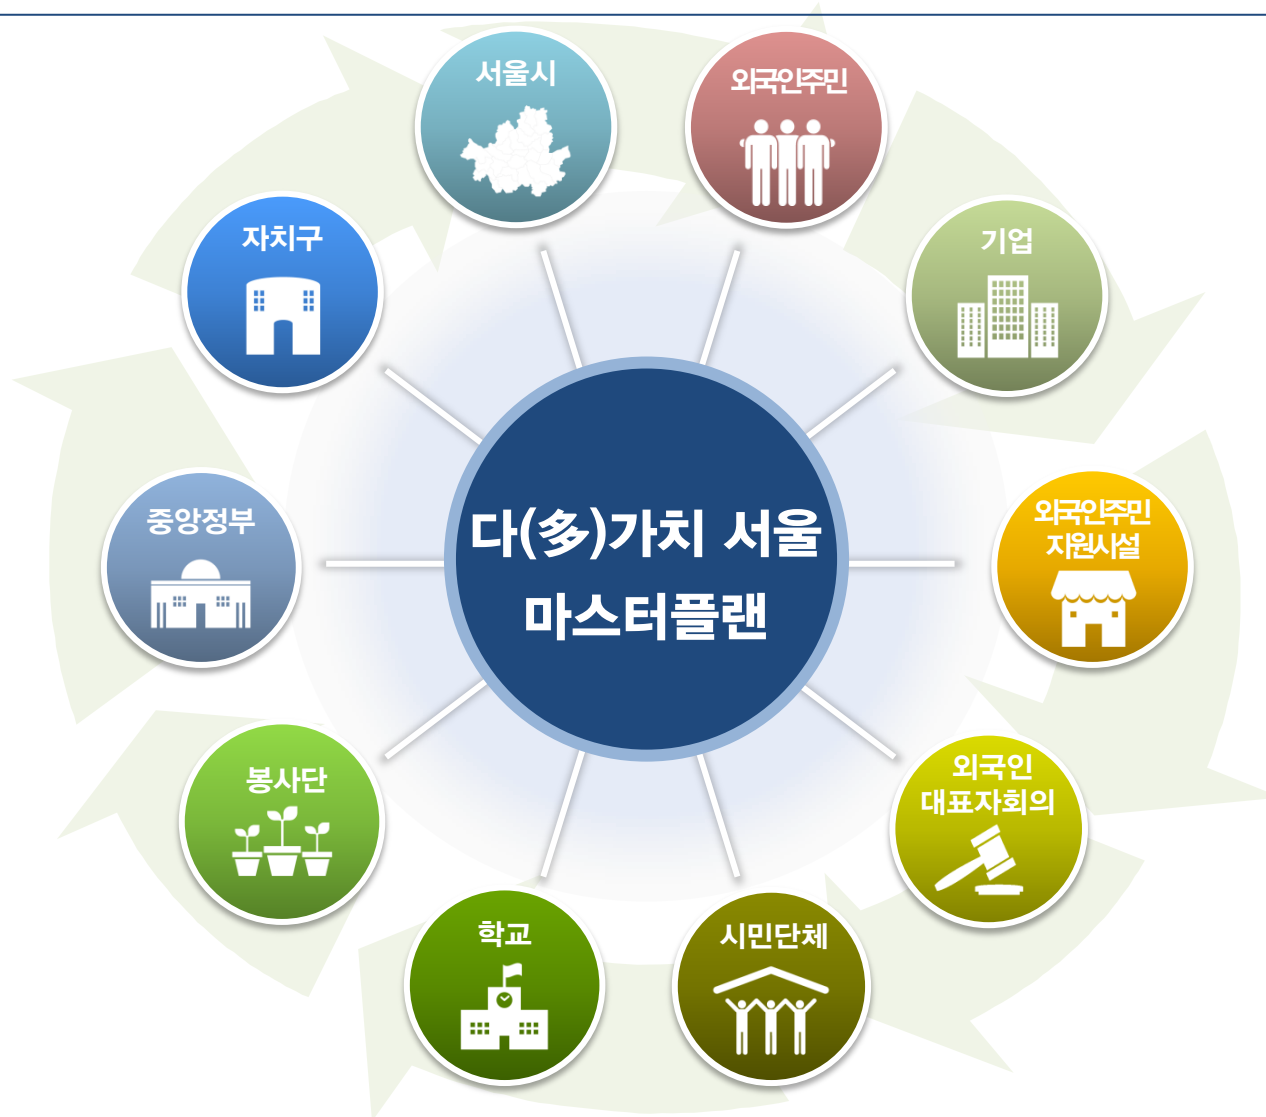 서울시
외국인주민
자치구
기업
다(多)가치 서울
마스터플랜
중앙정부
외국인주민
지원시설
봉사단
외국인
대표자회의
학교
시민단체